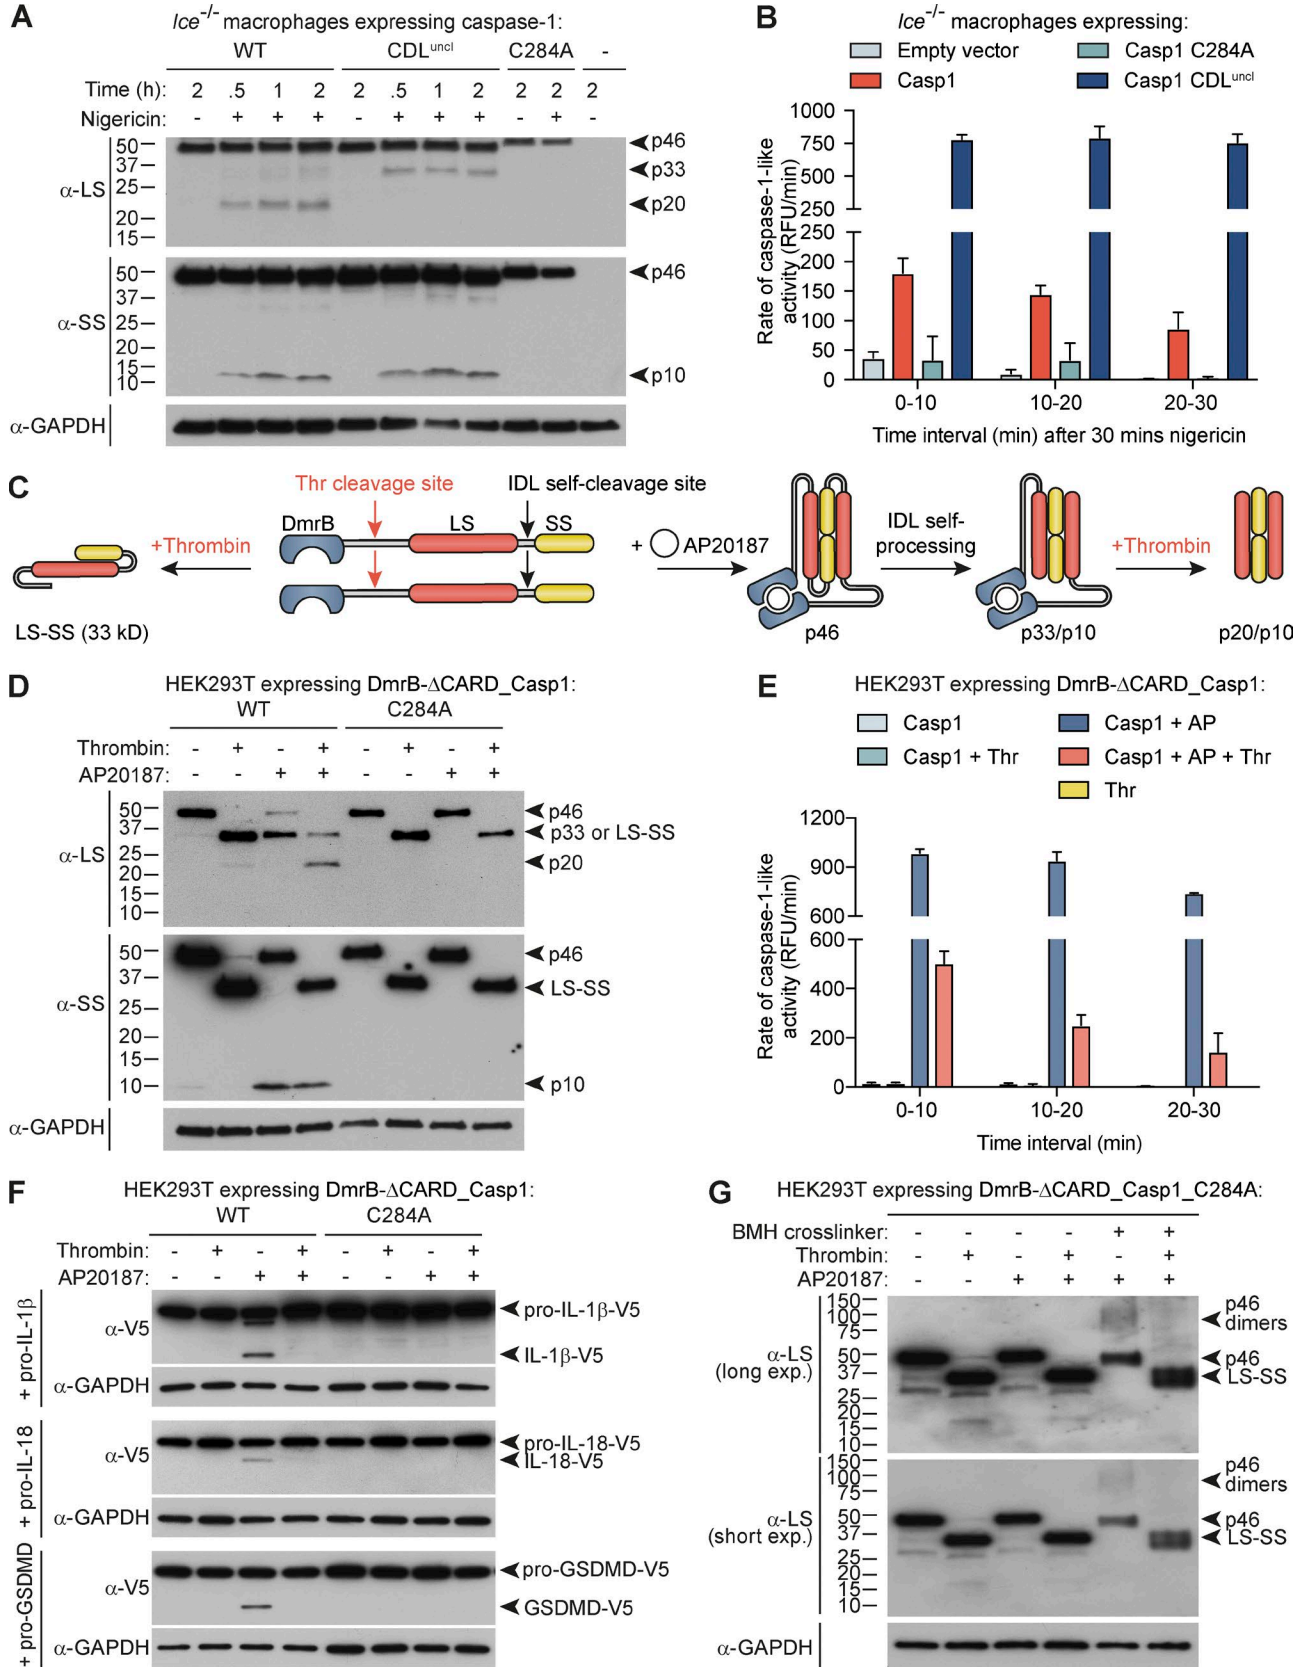 A
Ice–/– macrophages expressing caspase-1:
WT CDLuncl C284A -
Time (h): 2 .5 1 2 2 .5 1 2 2 2 2
Nigericin: - + + + - + + + - + -
α-LS
50
37
25
20
15
p46
p33
p20
α-SS
50
37
25
20
15
10
p46
p10
α-GAPDH
B
Ice–/– macrophages expressing:
Empty vector Casp1 C284A
Casp1 Casp1 CDLuncl
Rate of caspase-1-like
activity (RFU/min)
1000
750
500
250
250
200
150
100
50
0
0-10 10-20 20-30
Time interval (min) after 30 mins nigericin
C
Thr cleavage site IDL self-cleavage site
DmrB LS SS
+Thrombin
LS-SS (33 kD)
+ AP20187
p46
IDL self-
processing
p33/p10
+Thrombin
p20/p10
D
HEK293T expressing DmrB-ΔCARD_Casp1:
WT C284A
Thrombin: - + - + - + - +
AP20187: - - + + - - + +
α-LS
50
37
25
20
15
10
p46
p33 or LS-SS
p20
α-SS
50
37
25
20
15
10
p46
LS-SS
p10
α-GAPDH
E
HEK293T expressing DmrB-ΔCARD_Casp1:
Casp1 Casp1 + AP
Casp1 + Thr Casp1 + AP + Thr
Thr
Rate of caspase-1-like
activity (RFU/min)
1200
900
600
600
400
200
0
0-10 10-20 20-30
Time interval (min)
F
HEK293T expressing DmrB-ΔCARD_Casp1:
WT C284A
Thrombin: - + - + - + - +
AP20187: - - + + - - + +
+ pro-IL-1β
α-V5
pro-IL-1β-V5
IL-1β-V5
α-GAPDH
+ pro-IL-18
α-V5
pro-IL-18-V5
IL-18-V5
α-GAPDH
+ pro-GSDMD
α-V5
pro-GSDMD-V5
GSDMD-V5
α-GAPDH
G
HEK293T expressing DmrB-ΔCARD_Casp1_C284A:
BMH crosslinker: - - - - + +
Thrombin: - + - + - +
AP20187: - - + + + +
α-LS
(long exp.)
150
100
75
50
37
25
20
15
10
p46
dimers
p46
LS-SS
α-LS
(short exp.)
150
100
75
50
37
25
20
15
10
p46
dimers
p46
LS-SS
α-GAPDH